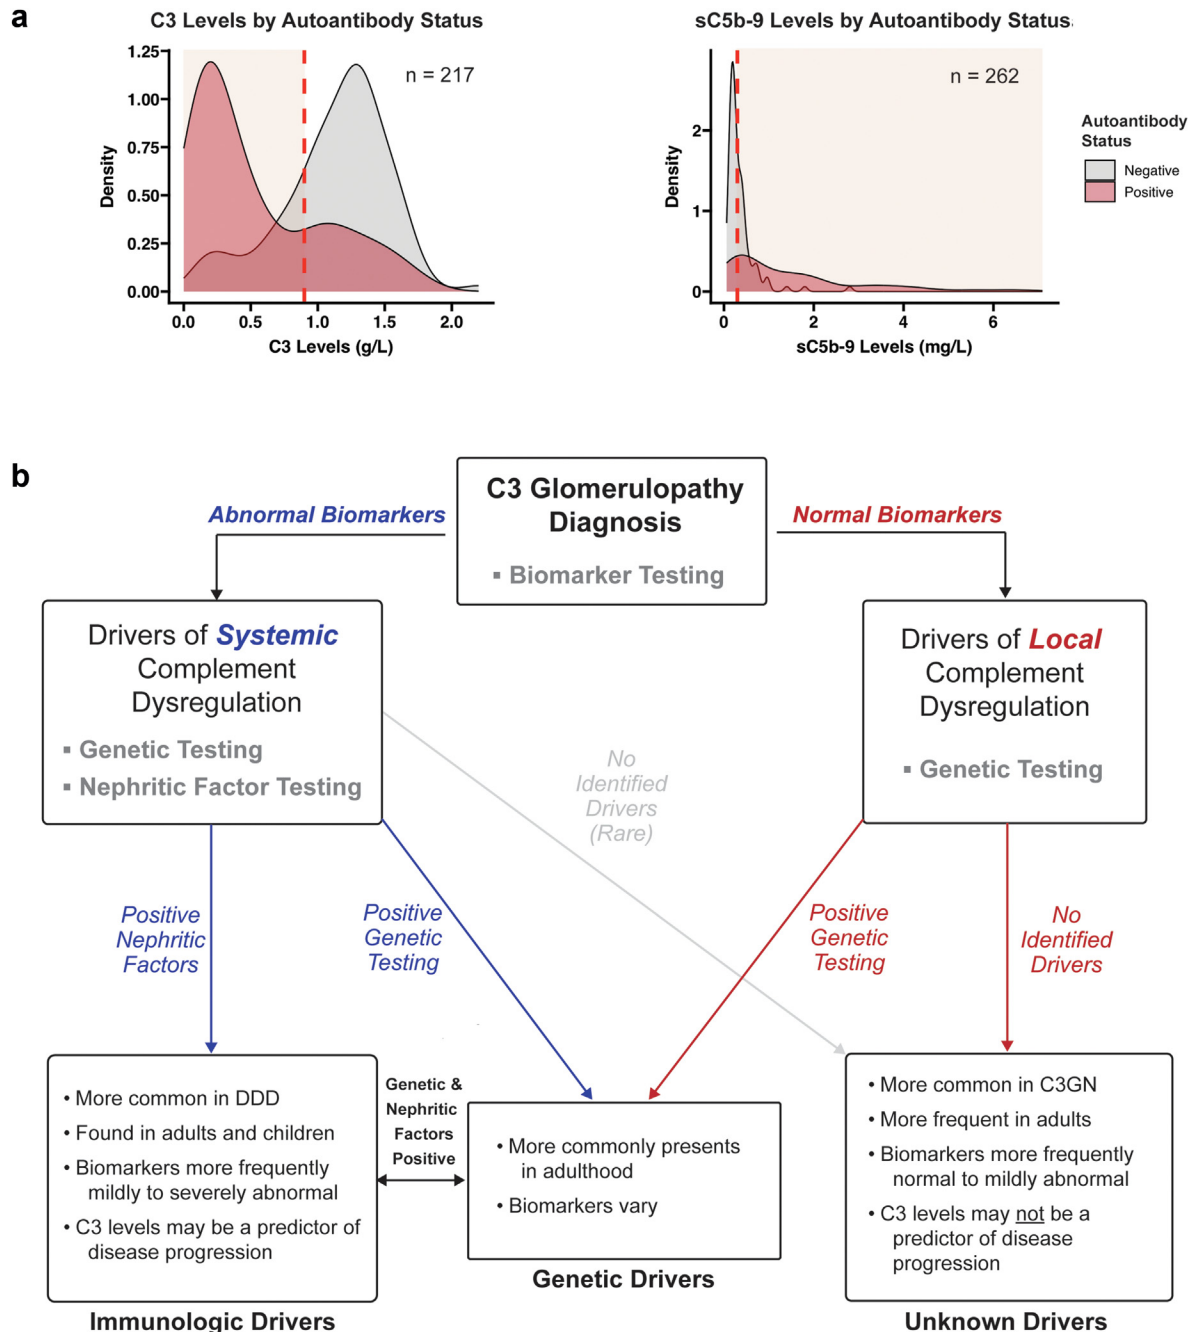 a
C3 Levels by Autoantibody Status
n = 217
1.25
1.00
0.75
0.50
0.25
0.00
Density
0.0 0.5 1.0 1.5 2.0
C3 Levels (g/L)
sC5b-9 Levels by Autoantibody Status
n = 262
2
1
0
Density
0 2 4 6
sC5b-9 Levels (mg/L)
Autoantibody
Status
Negative
Positive
b
C3 Glomerulopathy
Diagnosis
▪ Biomarker Testing
Abnormal Biomarkers
Normal Biomarkers
Drivers of Systemic
Complement
Dysregulation
▪ Genetic Testing
▪ Nephritic Factor Testing
Drivers of Local
Complement
Dysregulation
▪ Genetic Testing
No
Identified
Drivers
(Rare)
Positive
Nephritic
Factors
Positive
Genetic
Testing
Positive
Genetic
Testing
No
Identified
Drivers
• More common in DDD
• Found in adults and children
• Biomarkers more frequently
mildly to severely abnormal
• C3 levels may be a predictor of
disease progression
Immunologic Drivers
Genetic &
Nephritic
Factors
Positive
• More commonly presents
in adulthood
• Biomarkers vary
Genetic Drivers
• More common in C3GN
• More frequent in adults
• Biomarkers more frequently
normal to mildly abnormal
• C3 levels may not be a
predictor of disease
progression
Unknown Drivers